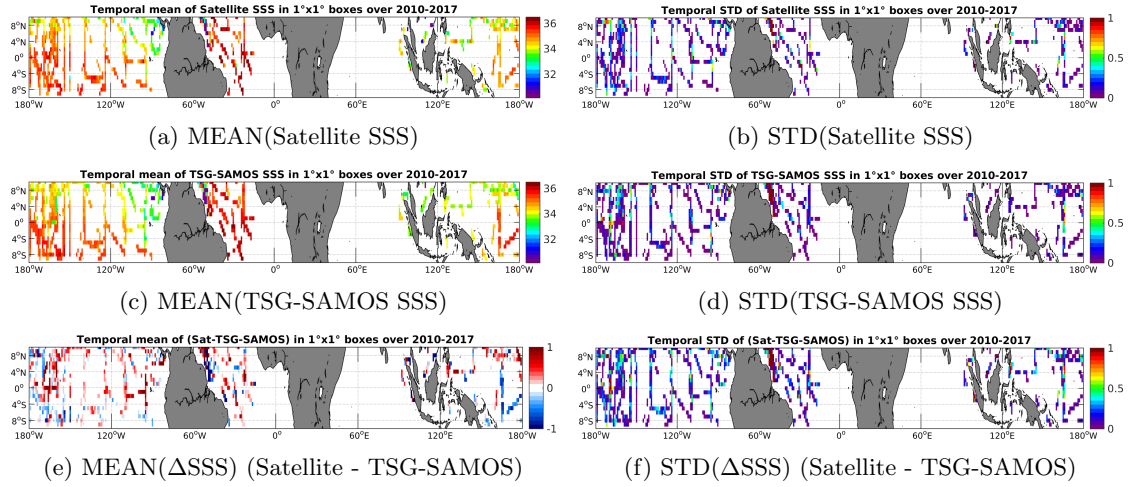 Temporal mean of Satellite SSS in 1°x1° boxes over 2010-2017
8°N
4°N
0°
4°S
8°S
180°W 120°W 60°W 0° 60°E 120°E 180°W
36
34
32
(a) MEAN(Satellite SSS)
Temporal STD of Satellite SSS in 1°x1° boxes over 2010-2017
8°N
4°N
0°
4°S
8°S
180°W 120°W 60°W 0° 60°E 120°E 180°W
1
0.5
0
(b) STD(Satellite SSS)
Temporal mean of TSG-SAMOS SSS in 1°x1° boxes over 2010-2017
8°N
4°N
0°
4°S
8°S
180°W 120°W 60°W 0° 60°E 120°E 180°W
36
34
32
(c) MEAN(TSG-SAMOS SSS)
Temporal STD of TSG-SAMOS SSS in 1°x1° boxes over 2010-2017
8°N
4°N
0°
4°S
8°S
180°W 120°W 60°W 0° 60°E 120°E 180°W
1
0.5
0
(d) STD(TSG-SAMOS SSS)
Temporal mean of (Sat-TSG-SAMOS) in 1°x1° boxes over 2010-2017
8°N
4°N
0°
4°S
8°S
180°W 120°W 60°W 0° 60°E 120°E 180°W
1
0.5
0
-0.5
-1
(e) MEAN(ΔSSS) (Satellite - TSG-SAMOS)
Temporal STD of (Sat-TSG-SAMOS) in 1°x1° boxes over 2010-2017
8°N
4°N
0°
4°S
8°S
180°W 120°W 60°W 0° 60°E 120°E 180°W
1
0.5
0
(f) STD(ΔSSS) (Satellite - TSG-SAMOS)